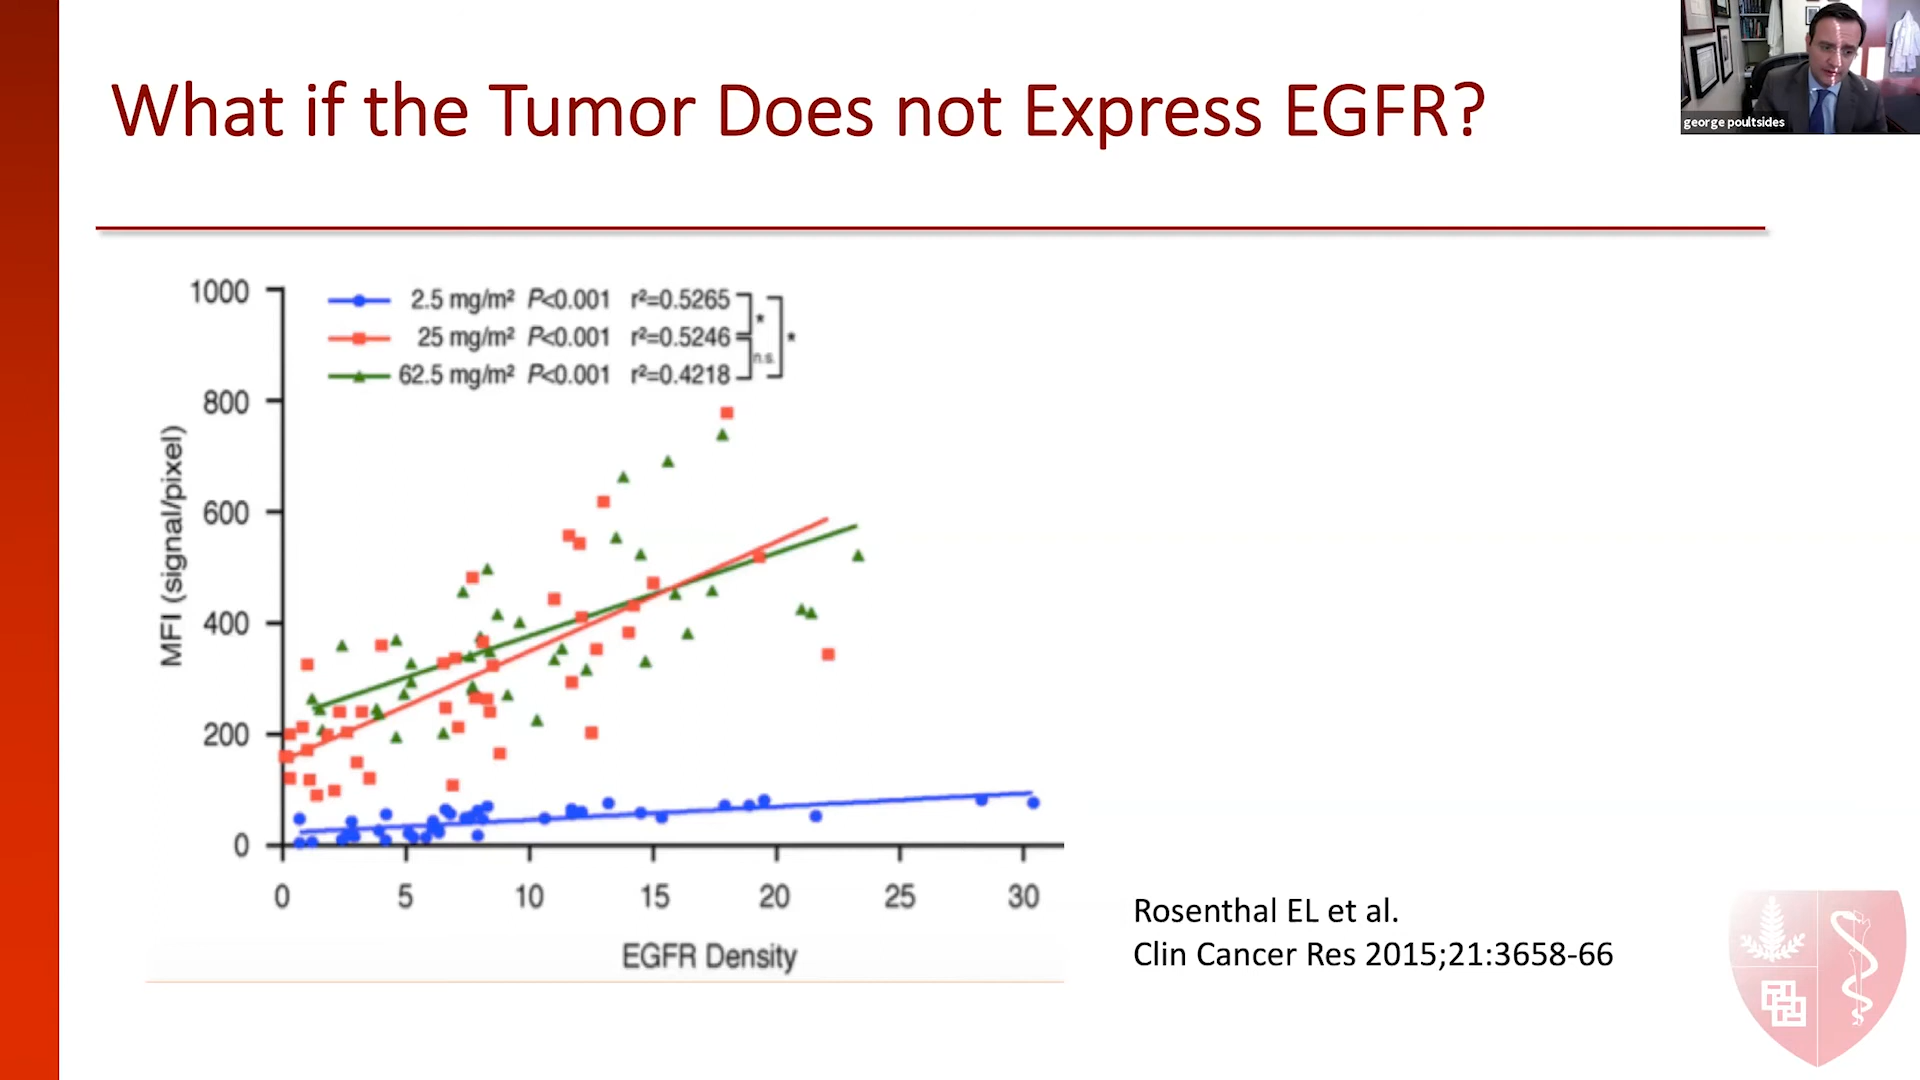 What if the Tumor Does not Express EGFR?
george poultsides
1000
800
600
400
200
0
MFI (signal/pixel)
2.5 mg/m² P<0.001 r²=0.5265
25 mg/m² P<0.001 r²=0.5246
62.5 mg/m² P<0.001 r²=0.4218
*
n.s.
*
0 5 10 15 20 25 30
EGFR Density
Rosenthal EL et al.
Clin Cancer Res 2015;21:3658-66